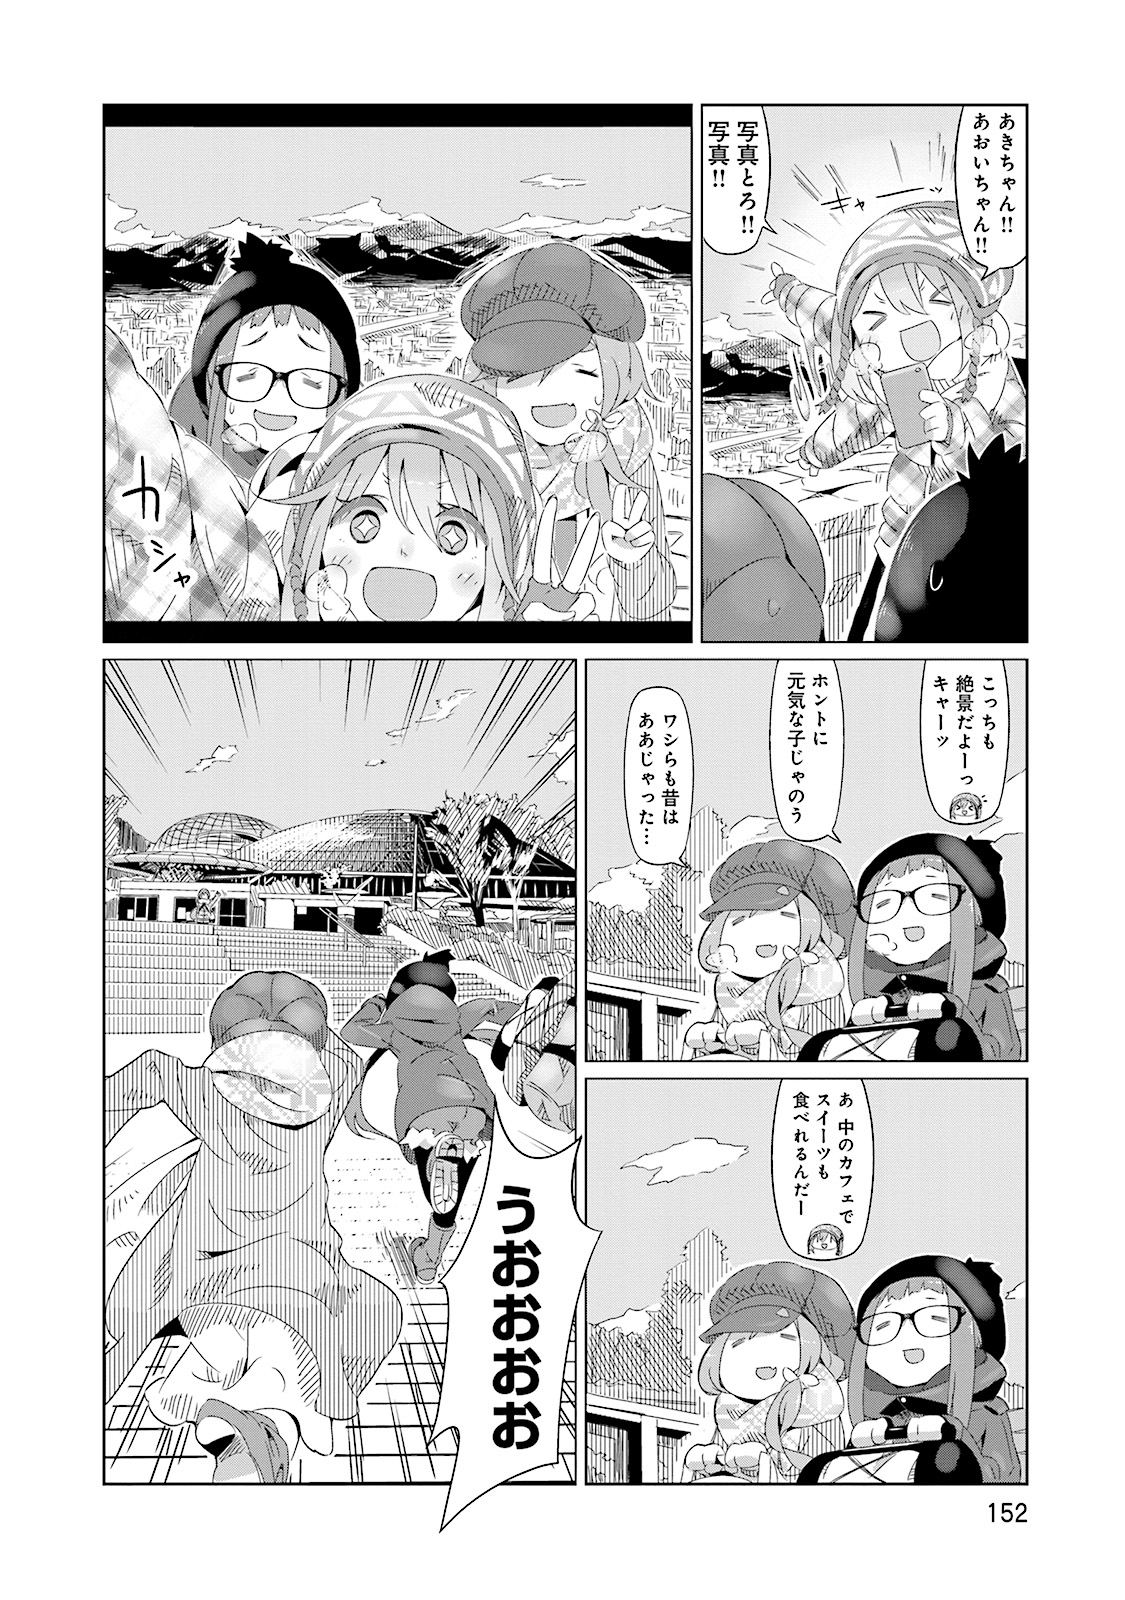 あきちゃん!!
あおいちゃん!!
キャーッ
写真とろ!!
写真!!
カ
シャ
こっちも
絶景だよーっ
キャーッ
ホントに
元気な子じゃのう
ワシらも昔は
ああじゃった…
あ 中のカフェで
スイーツも
食べれるんだー
うおおおおお
152